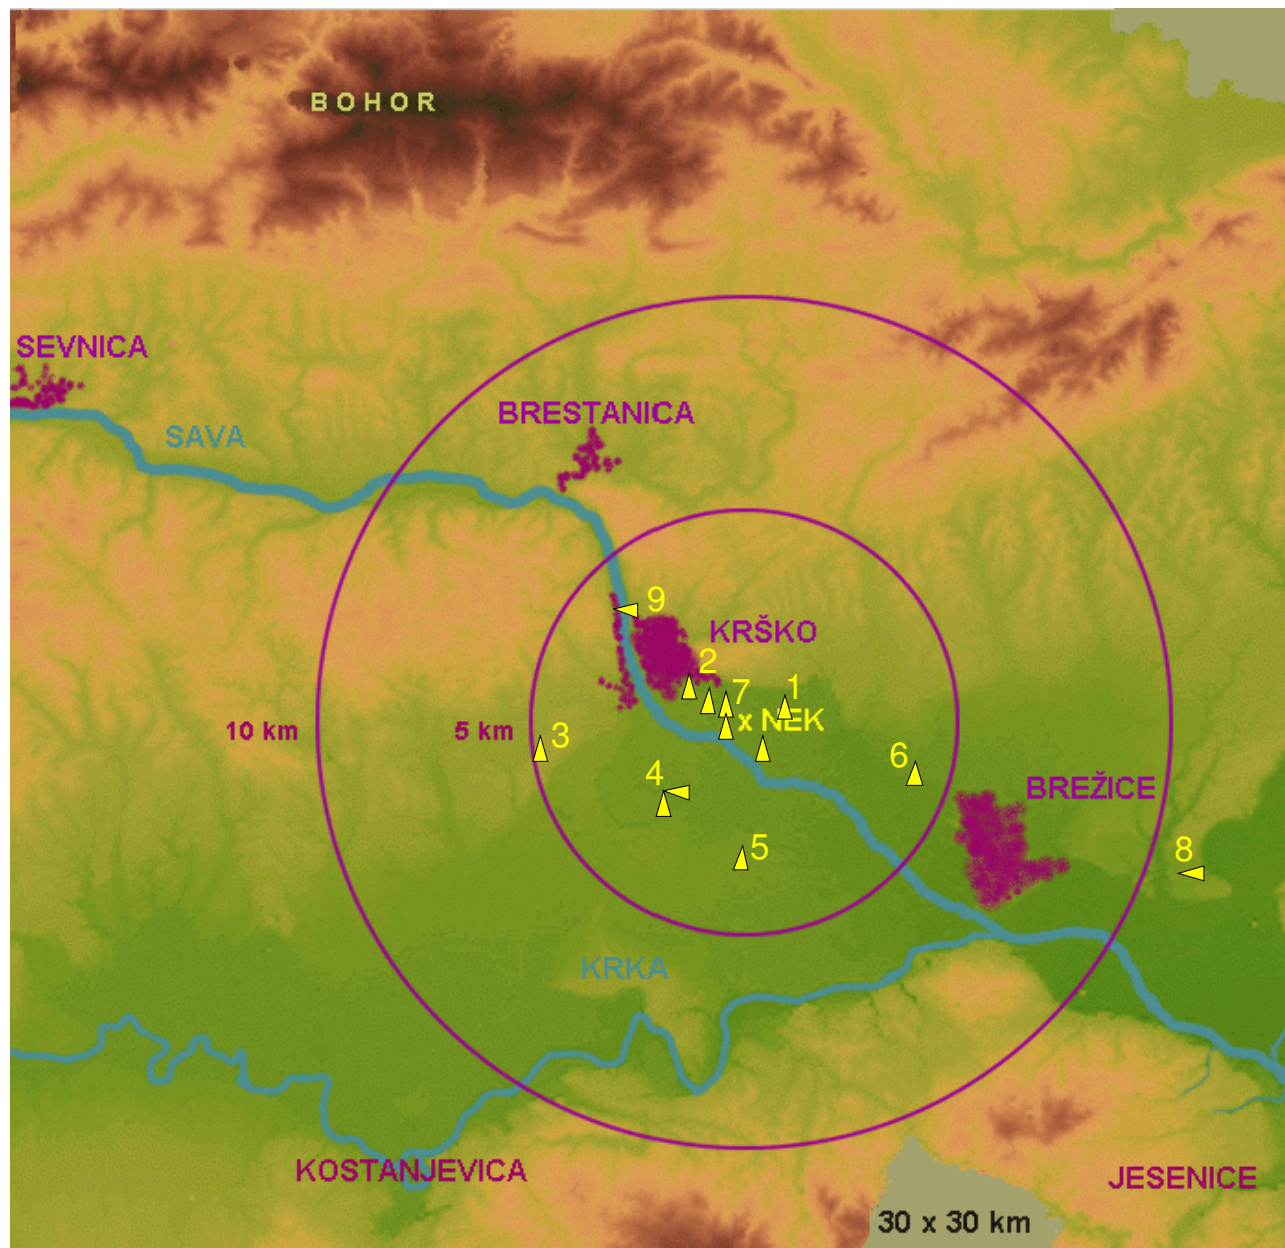 BOHOR
SEVNICA
BRESTANICA
SAVA
9
KRŠKO
2
7
1
x NEK
10 km
5 km
3
6
4
BREŽICE
5
8
KRKA
KOSTANJEVICA
JESENICE
30 x 30 km